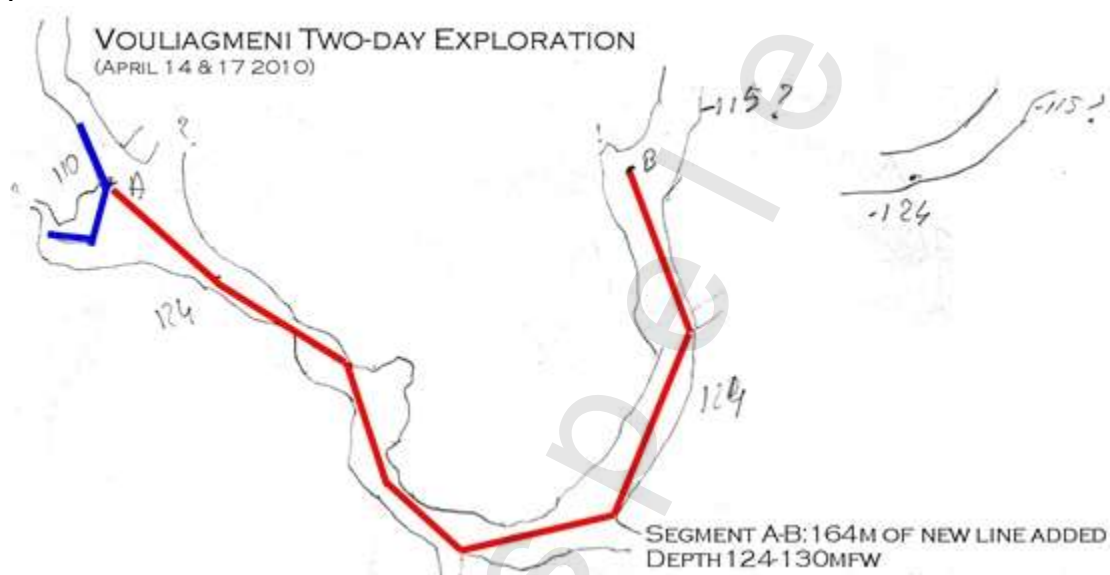 VOULIAGMENI TWO-DAY EXPLORATION
(APRIL 14 & 17 2010)
-115 ?
-115 ?
?
!
B
110
A
?
-124
124
124
SEGMENT A-B: 164M OF NEW LINE ADDED
DEPTH 124-130MFW